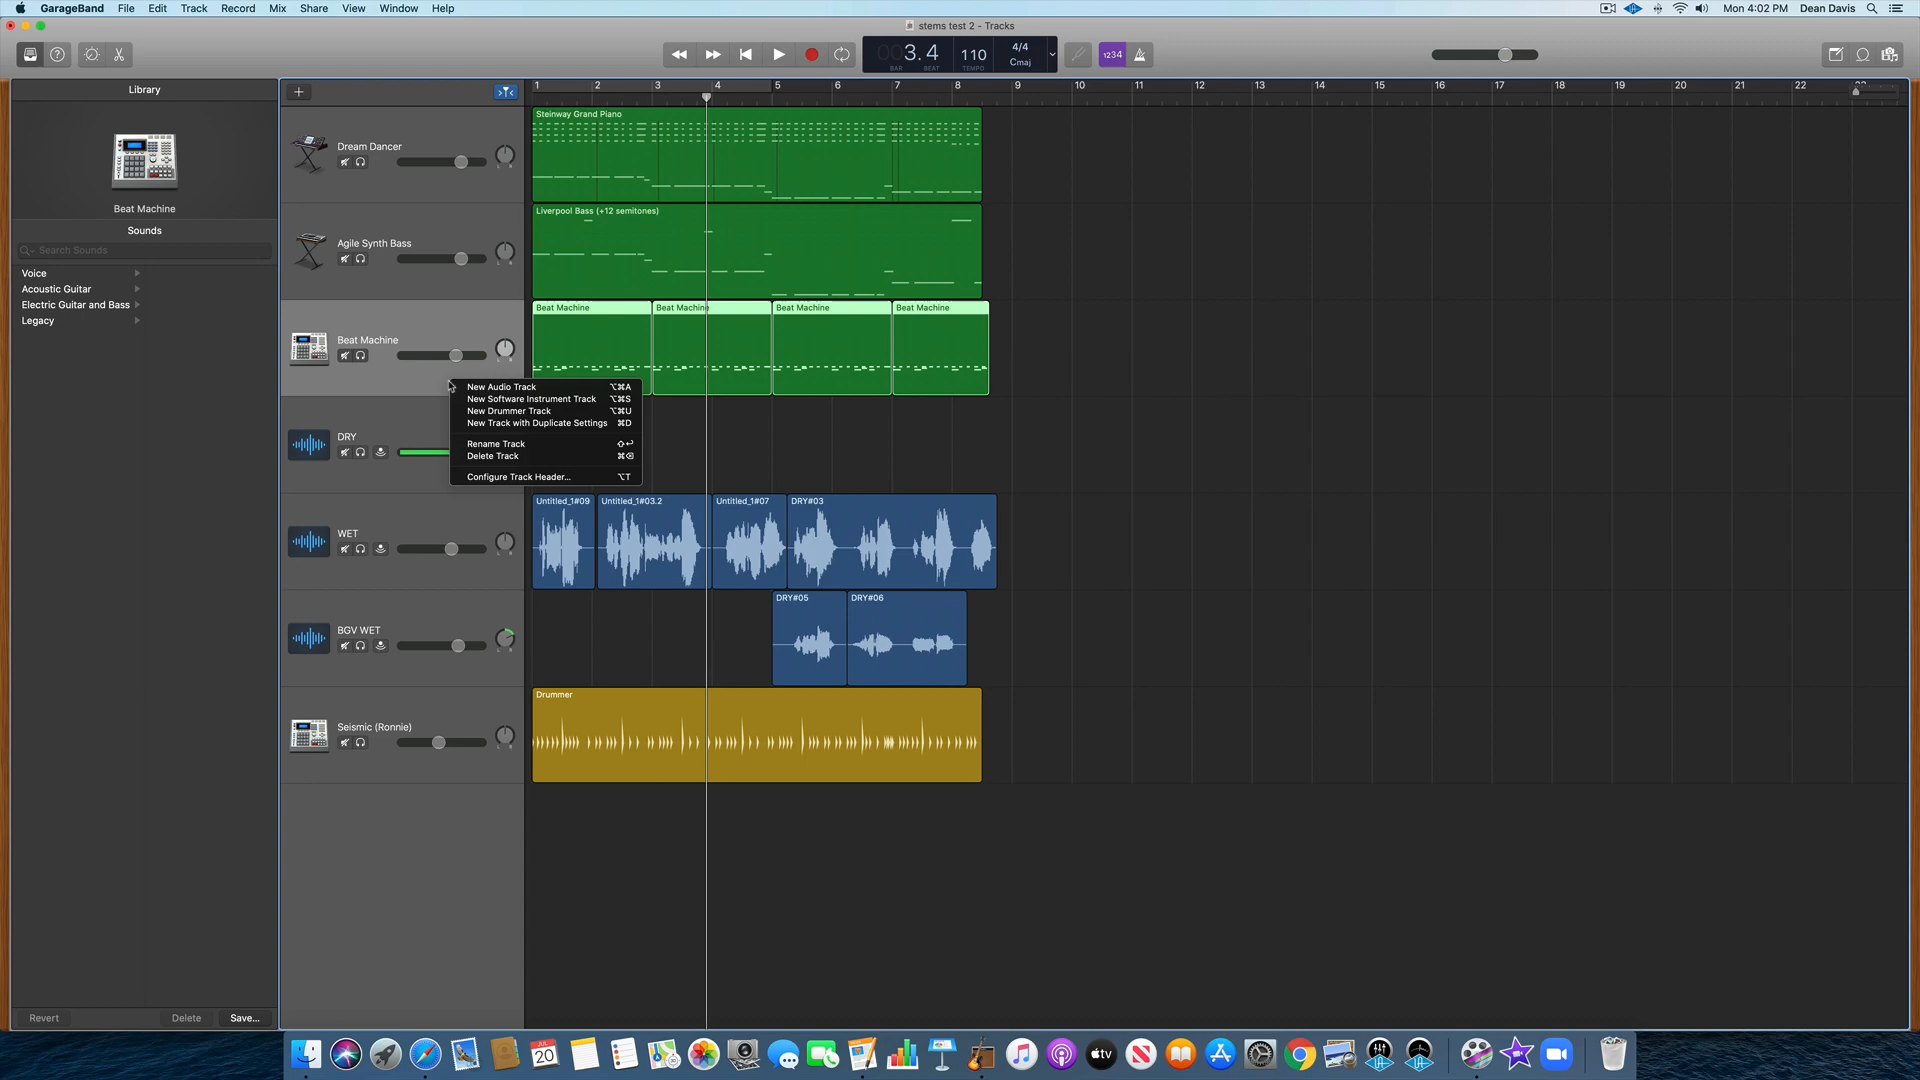 GarageBand File Edit Track Record Mix Share View Window Help
Mon 4:02 PM Dean Davis
stems test 2 - Tracks
003.4
BAR BEAT
110
TEMPO
4/4
Cmaj
1234
Library
1 2 3 4 5 6 7 8 9 10 11 12 13 14 15 16 17 18 19 20 21 22
Beat Machine
Sounds
Search Sounds
Voice
Acoustic Guitar
Electric Guitar and Bass
Legacy
Dream Dancer
L R
Steinway Grand Piano
Agile Synth Bass
L R
Liverpool Bass (+12 semitones)
Beat Machine
L R
Beat Machine Beat Machine Beat Machine Beat Machine
New Audio Track ⌥⌘A
New Software Instrument Track ⌥⌘S
New Drummer Track ⌥⌘U
New Track with Duplicate Settings ⌘D
Rename Track ⇧↩
Delete Track ⌘⌫
Configure Track Header... ⌥T
DRY
WET
L R
Untitled_1#09 Untitled_1#03.2 Untitled_1#07 DRY#03
BGV WET
L R
DRY#05 DRY#06
Seismic (Ronnie)
L R
Drummer
Revert Delete Save...
JUL
20
tv